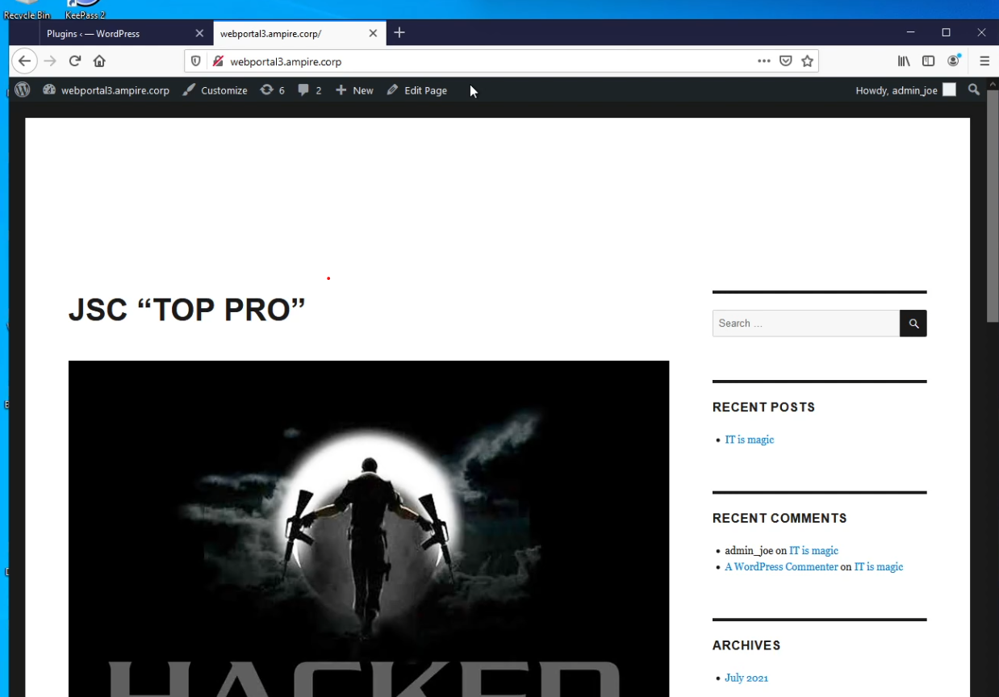 Recycle Bin KeePass 2
Plugins ‹ — WordPress webportal3.ampire.corp/
webportal3.ampire.corp
webportal3.ampire.corp Customize 6 2 New Edit Page Howdy, admin_joe
JSC “TOP PRO”
Search …
RECENT POSTS
IT is magic
RECENT COMMENTS
admin_joe on IT is magic
A WordPress Commenter on IT is magic
ARCHIVES
HACKED
July 2021